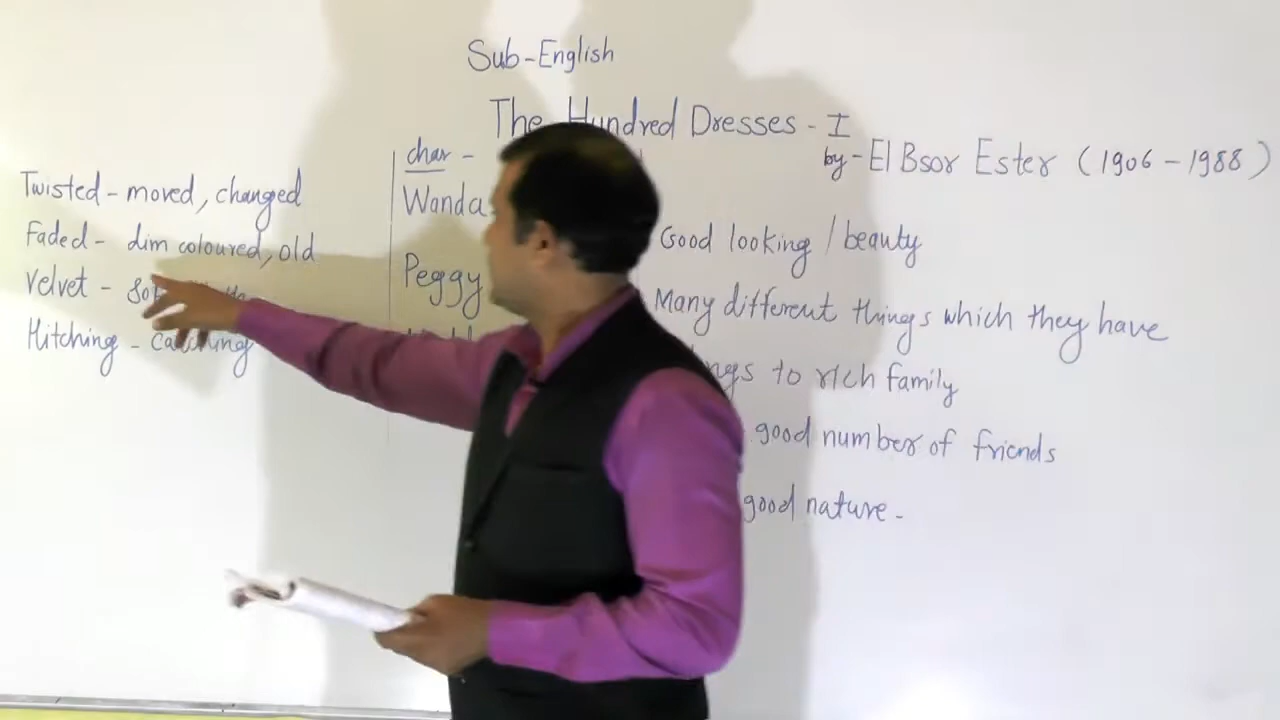 Sub-English
The Hundred Dresses - I
by - El Bsor Ester (1906-1988)
Twisted - moved, changed
Faded - dim coloured, old
Velvet -
Hitching - catching
char -
Wanda
Peggy
Good looking / beauty
Many different things which they have
to rich family
good number of friends
good nature.